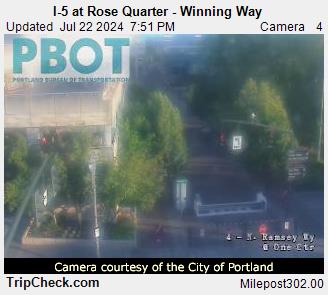 I-5 at Rose Quarter - Winning Way
Updated Jul 22 2024 7:51 PM Camera 4
PBOT
PORTLAND BUREAU OF TRANSPORTATION
4 - N. Ramsey Wy
@ One Ctr
Camera courtesy of the City of Portland
TripCheck.com Milepost302.00